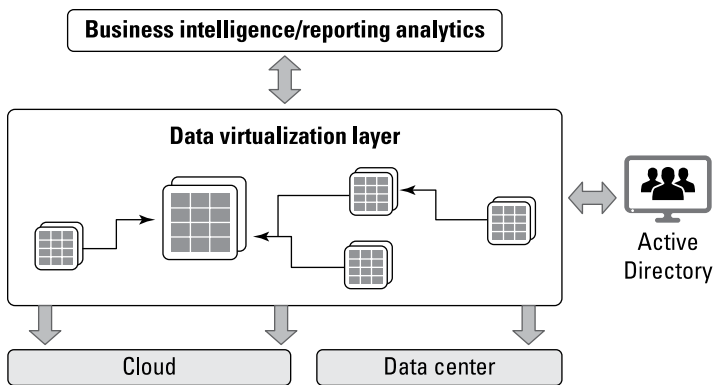 Business intelligence/reporting analytics
Data virtualization layer
Active
Directory
Cloud
Data center